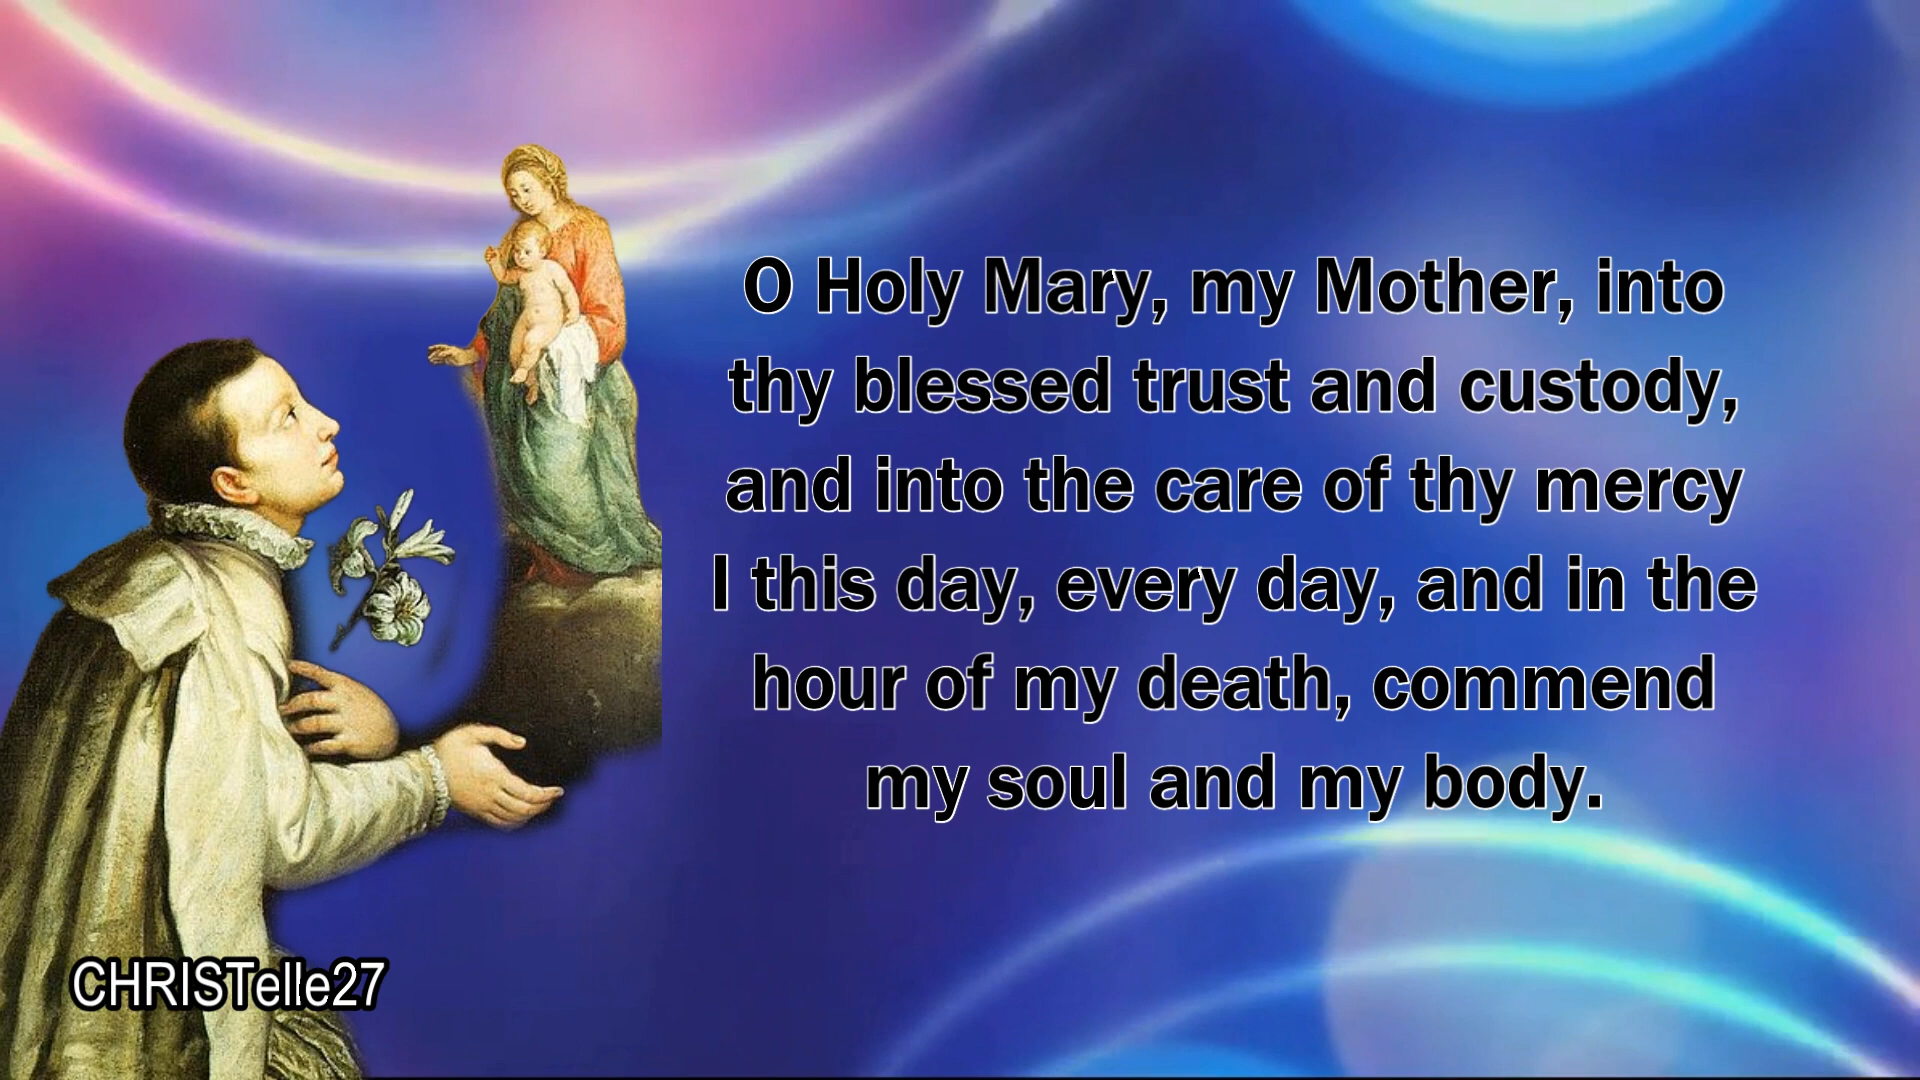 O Holy Mary, my Mother, into
thy blessed trust and custody,
and into the care of thy mercy
I this day, every day, and in the
hour of my death, commend
my soul and my body.
CHRISTelle27